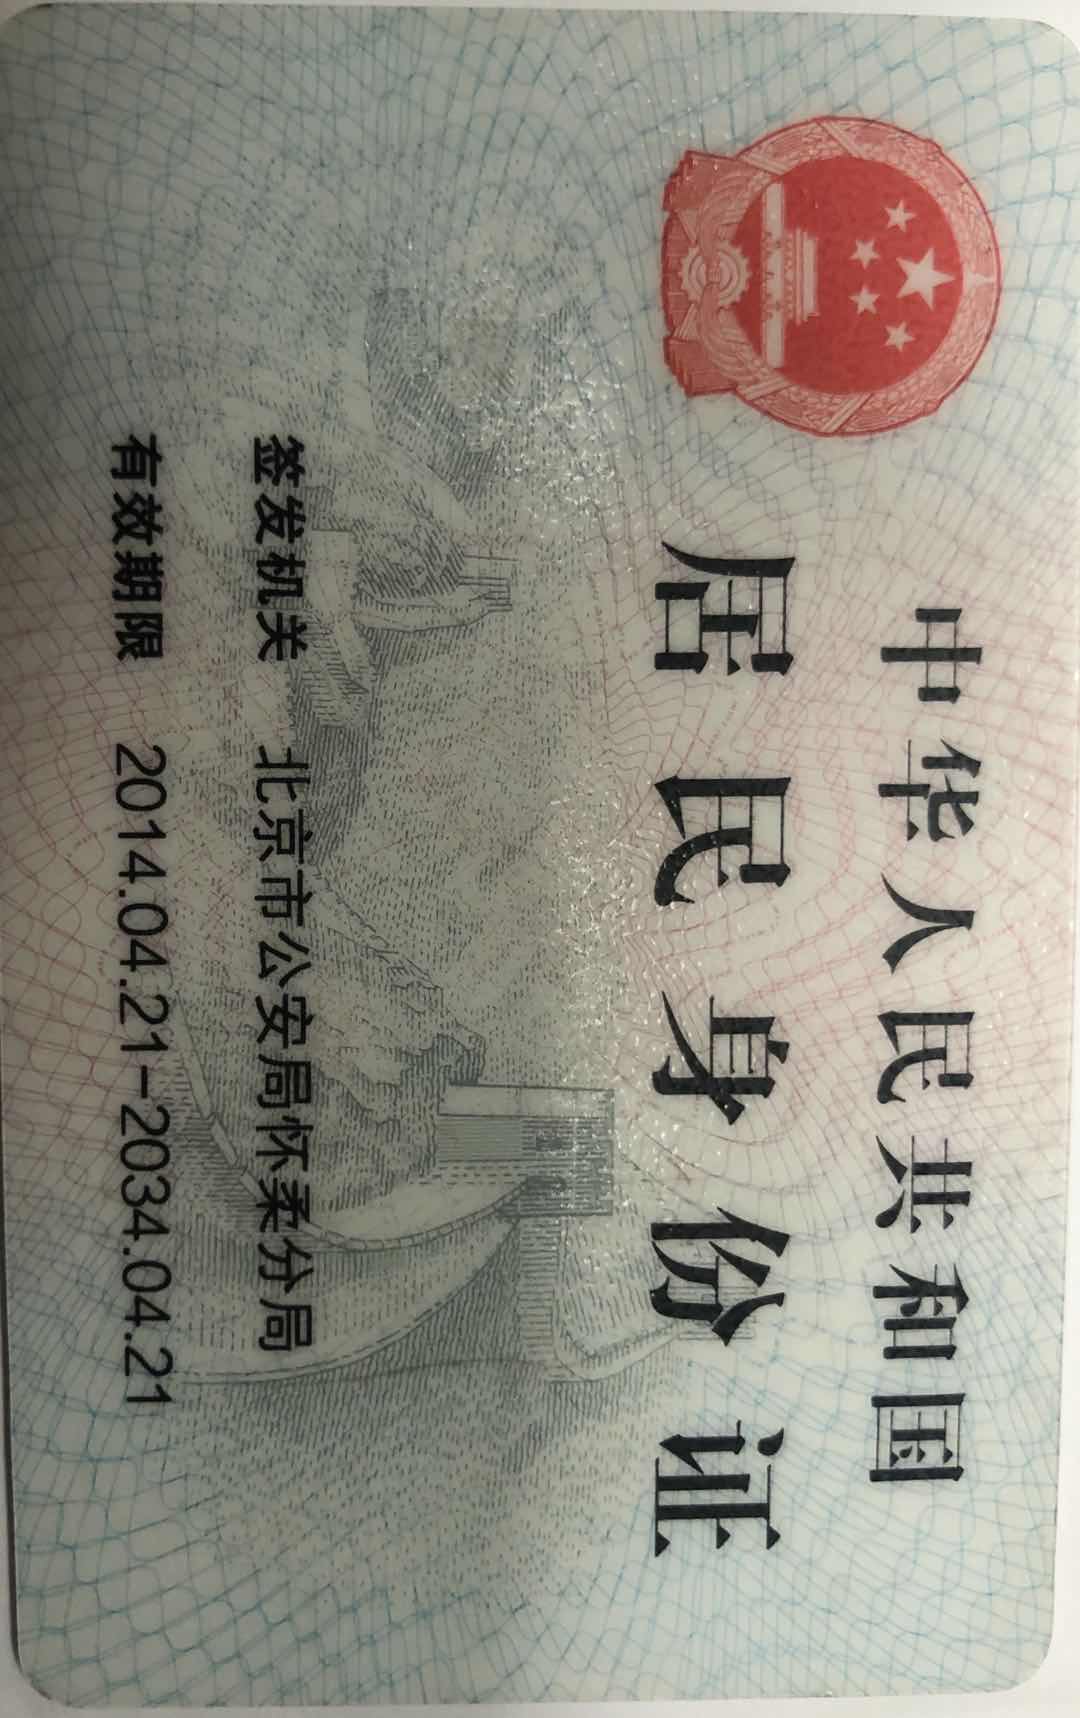 中华人民共和国
居民身份证
签发机关 北京市公安局怀柔分局
有效期限 2014.04.21-2034.04.21